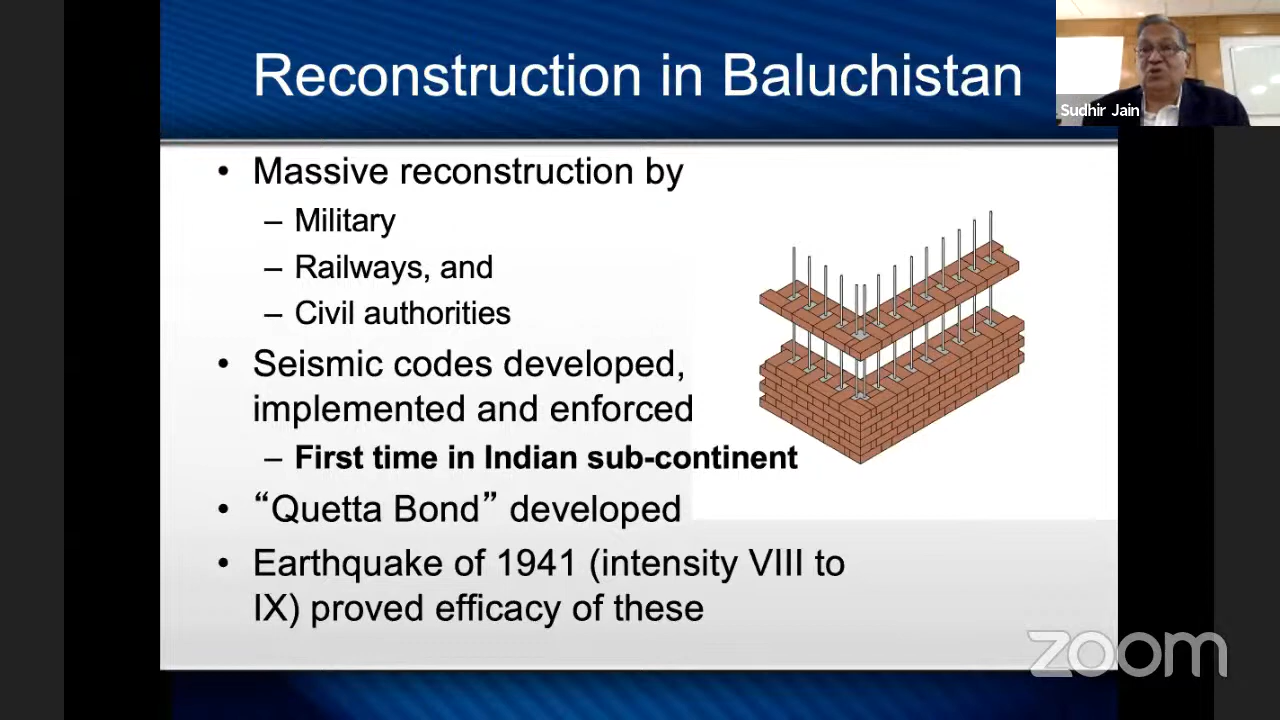 Reconstruction in Baluchistan
Sudhir Jain
• Massive reconstruction by
– Military
– Railways, and
– Civil authorities
• Seismic codes developed,
implemented and enforced
– First time in Indian sub-continent
• “Quetta Bond” developed
• Earthquake of 1941 (intensity VIII to
IX) proved efficacy of these
zoom